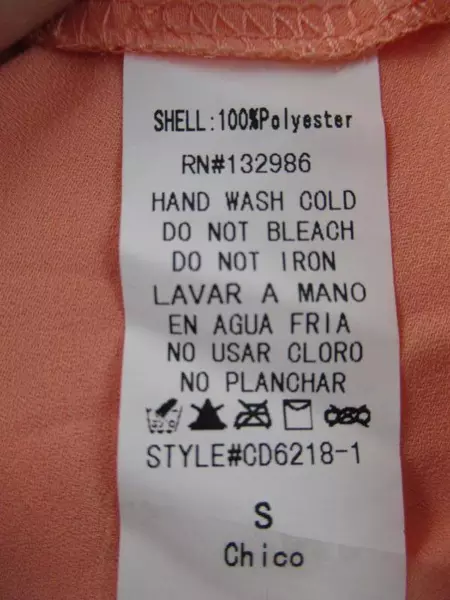 SHELL:100%Polyester
RN#132986
HAND WASH COLD
DO NOT BLEACH
DO NOT IRON
LAVAR A MANO
EN AGUA FRIA
NO USAR CLORO
NO PLANCHAR
STYLE#CD6218-1
S
Chico